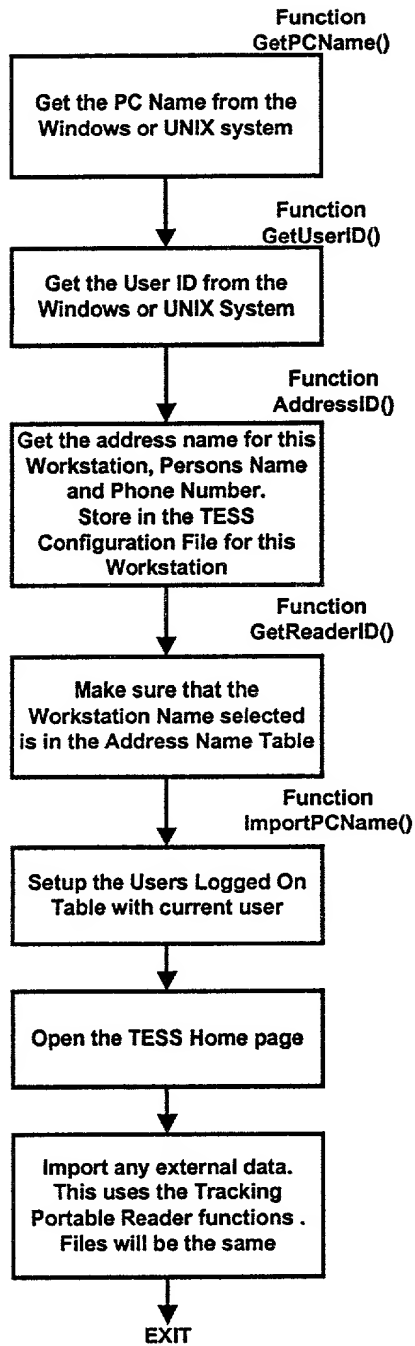 Function
GetPCName()
Get the PC Name from the
Windows or UNIX system
Function
GetUserID()
Get the User ID from the
Windows or UNIX System
Function
AddressID()
Get the address name for this
Workstation, Persons Name
and Phone Number.
Store in the TESS
Configuration File for this
Workstation
Function
GetReaderID()
Make sure that the
Workstation Name selected
is in the Address Name Table
Function
ImportPCName()
Setup the Users Logged On
Table with current user
Open the TESS Home page
Import any external data.
This uses the Tracking
Portable Reader functions .
Files will be the same
EXIT